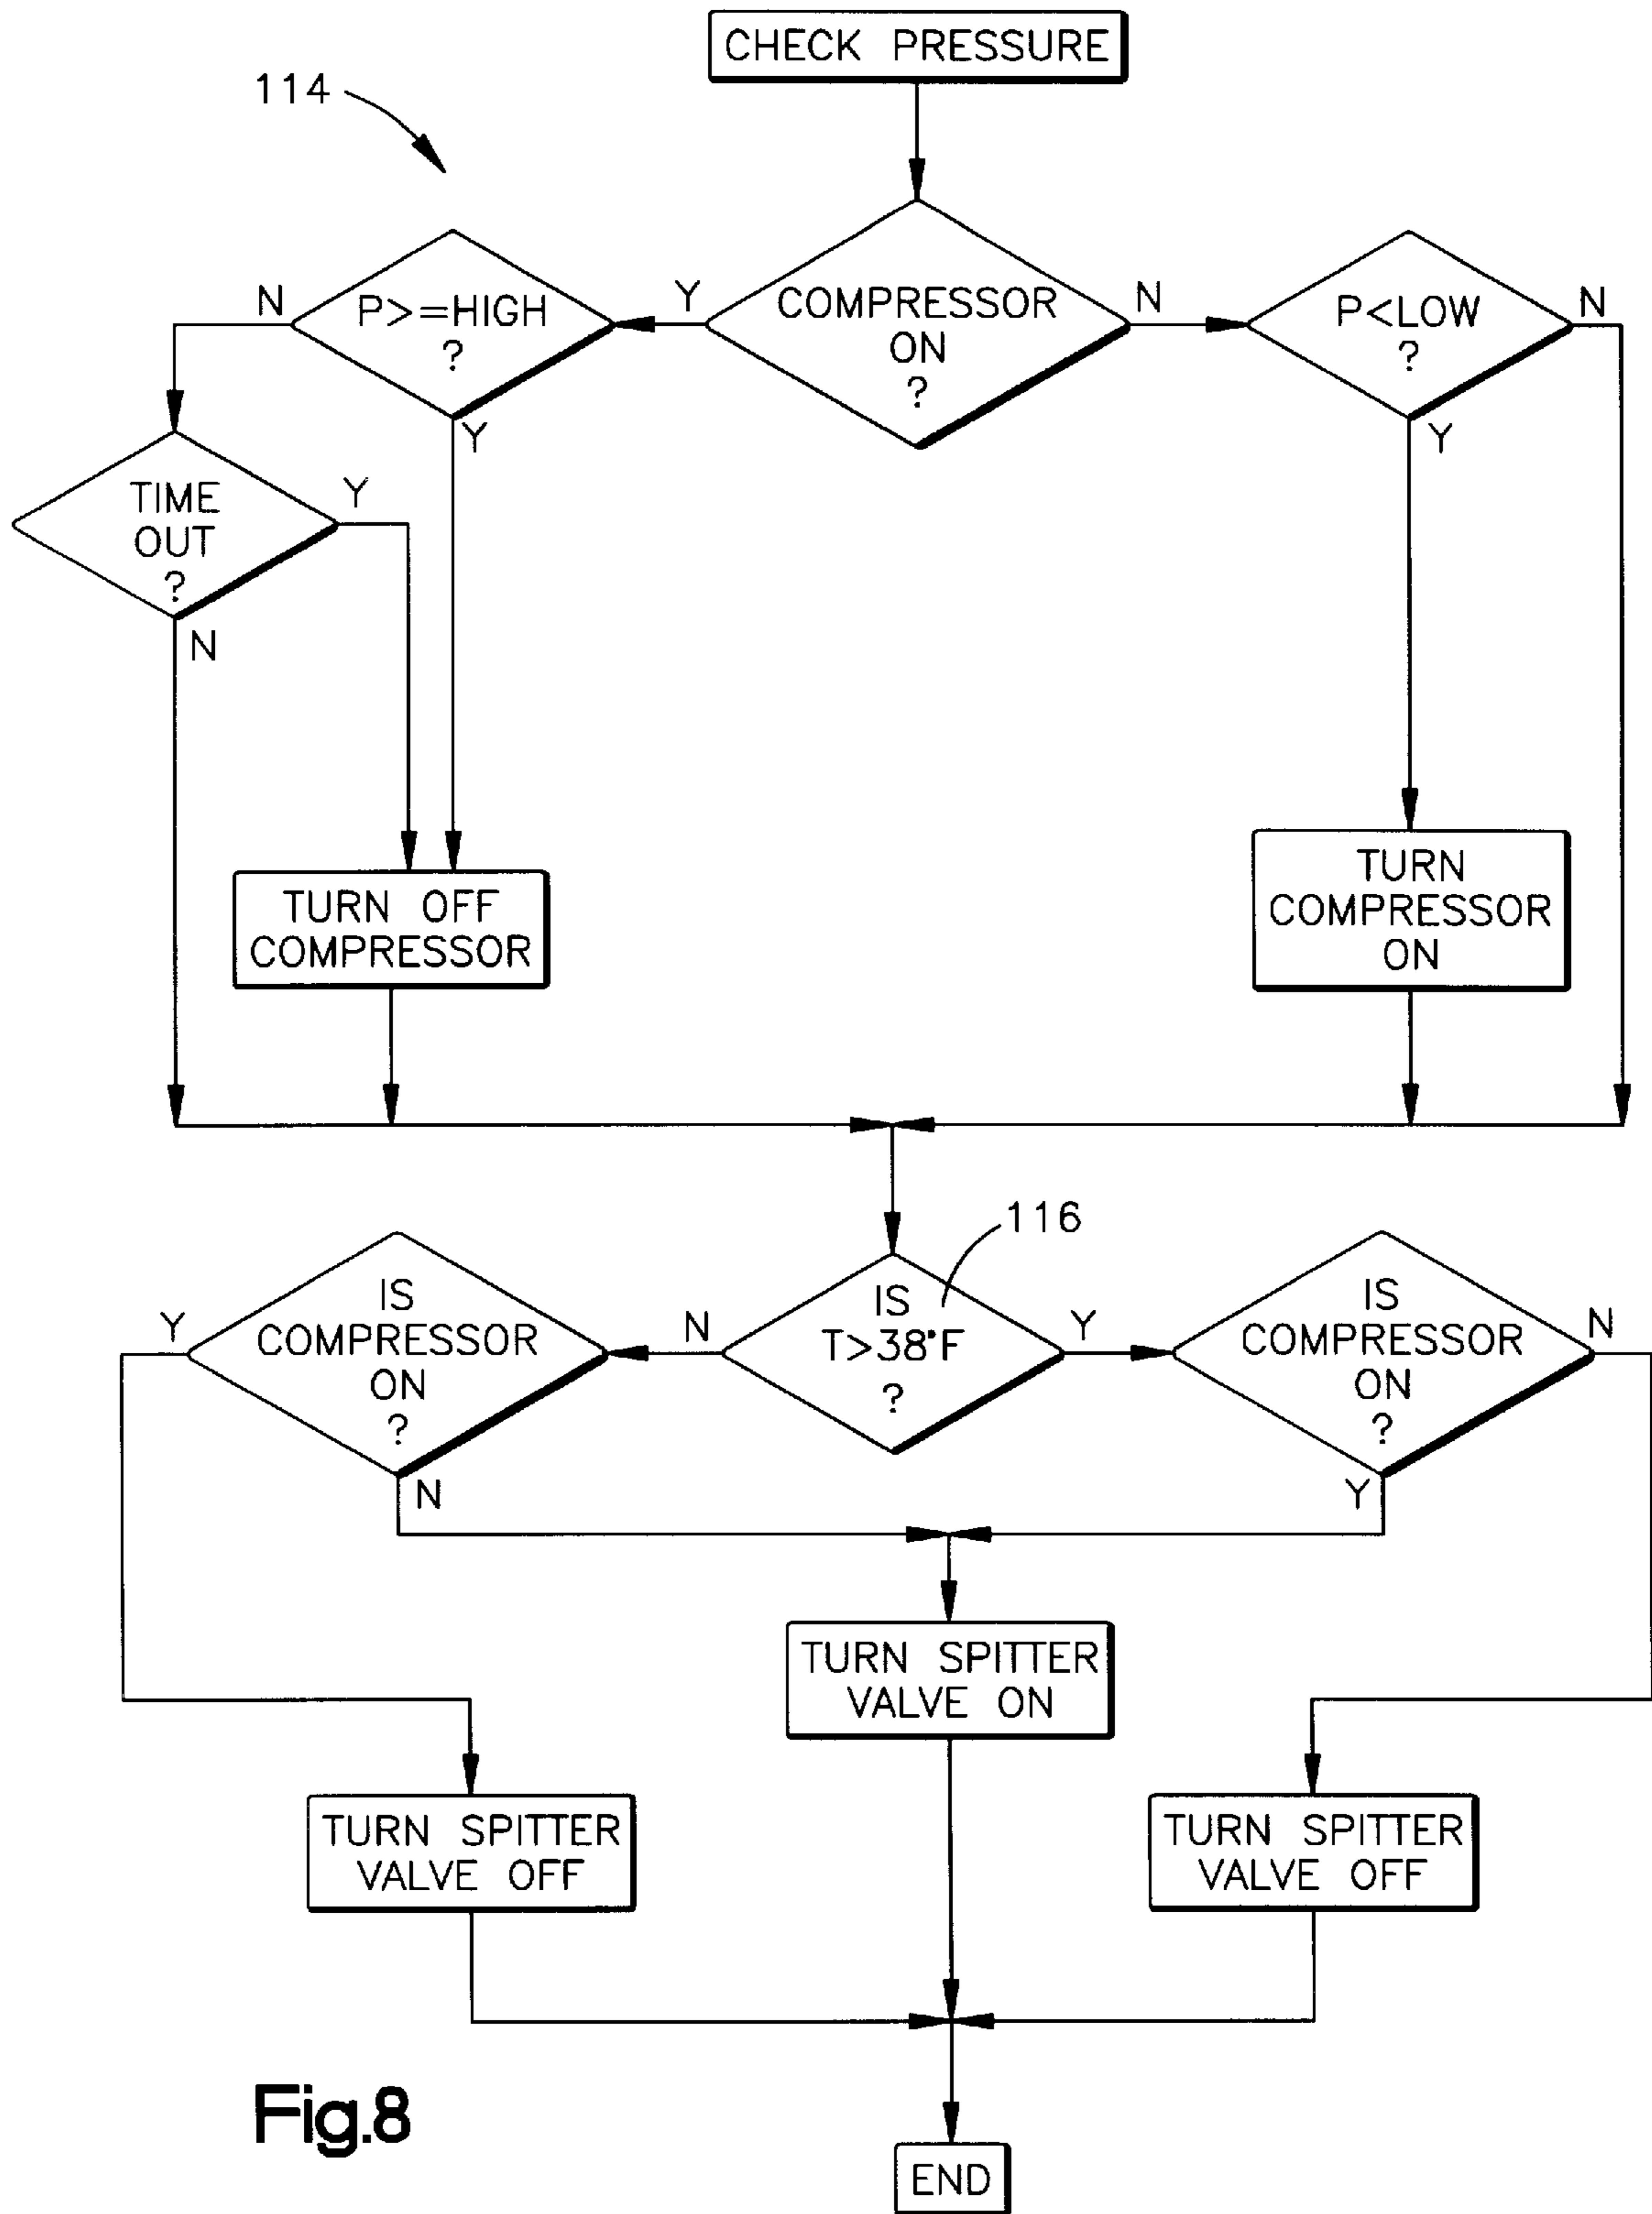 CHECK PRESSURE
114
N
P>=HIGH
?
Y
Y
COMPRESSOR
ON
?
N
P<LOW
?
N
Y
TIME
OUT
?
Y
N
TURN OFF
COMPRESSOR
TURN
COMPRESSOR
ON
116
Y
IS
COMPRESSOR
ON
?
N
N
IS
T>38°F
?
Y
IS
COMPRESSOR
ON
?
N
Y
TURN SPITTER
VALVE ON
TURN SPITTER
VALVE OFF
TURN SPITTER
VALVE OFF
Fig.8
END